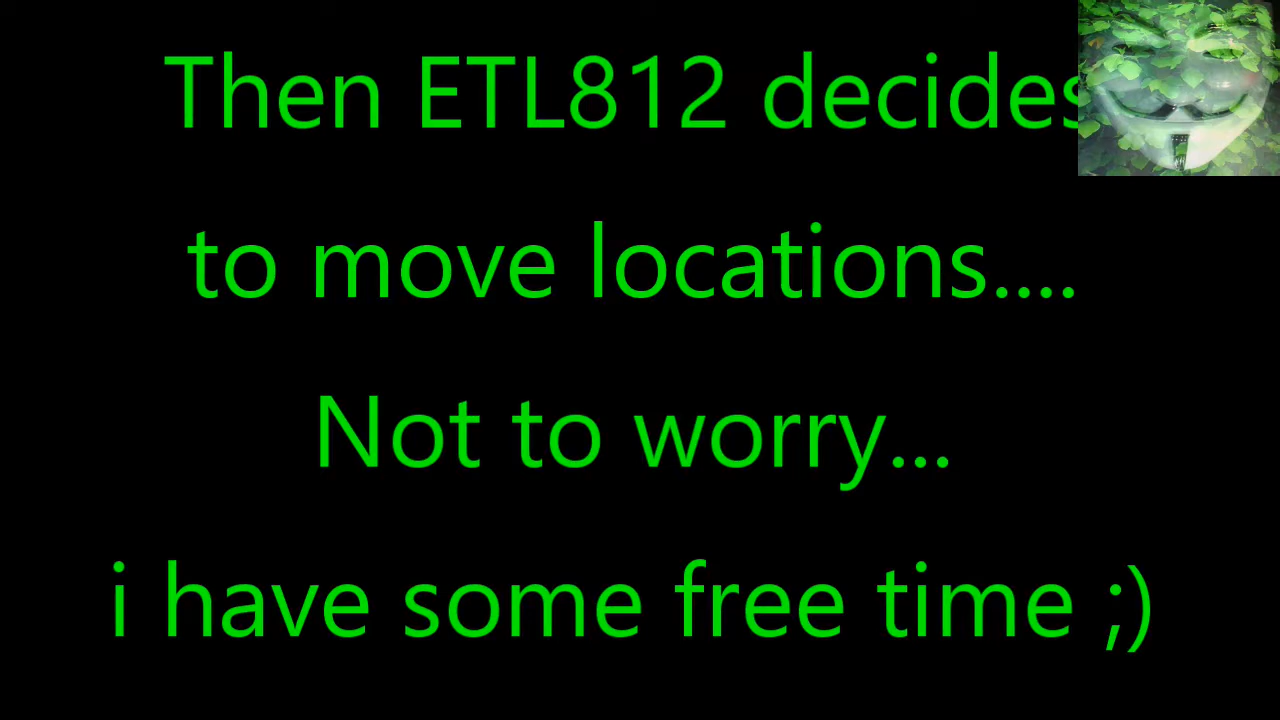 Then ETL812 decides
to move locations....
Not to worry...
i have some free time ;)